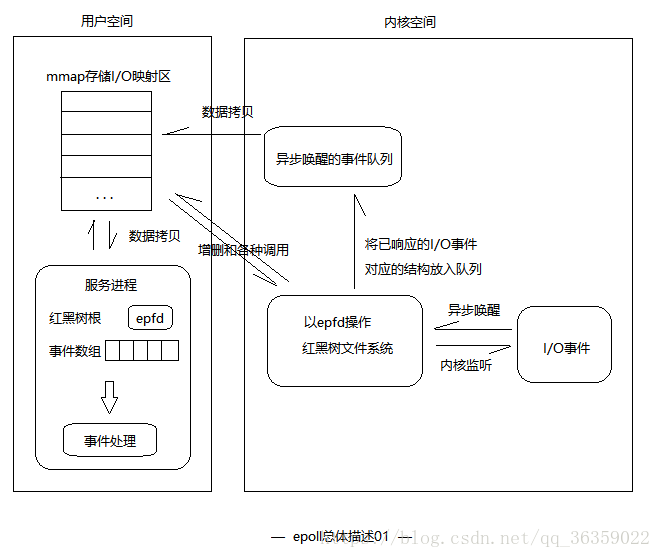 用户空间
内核空间
mmap存储I/O映射区
...
数据拷贝
异步唤醒的事件队列
数据拷贝
增删和各种调用
将已响应的I/O事件
对应的结构放入队列
服务进程
红黑树根
epfd
事件数组
事件处理
以epfd操作
红黑树文件系统
异步唤醒
内核监听
I/O事件
— epoll总体描述01 —
https://blog.csdn.net/qq_36359022